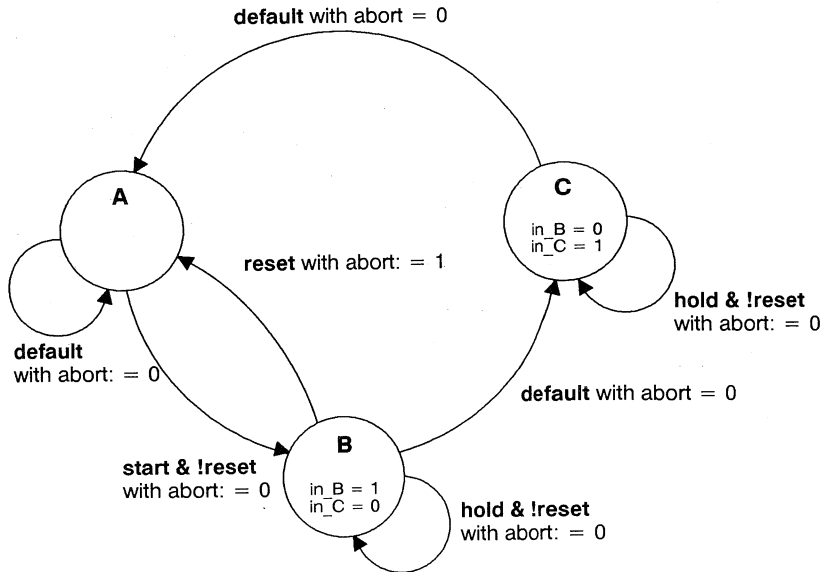 default with abort = 0
A
C
in_B = 0
in_C = 1
reset with abort: = 1
hold & !reset
with abort: = 0
default
with abort: = 0
default with abort = 0
B
start & !reset
with abort: = 0
in_B = 1
in_C = 0
hold & !reset
with abort: = 0